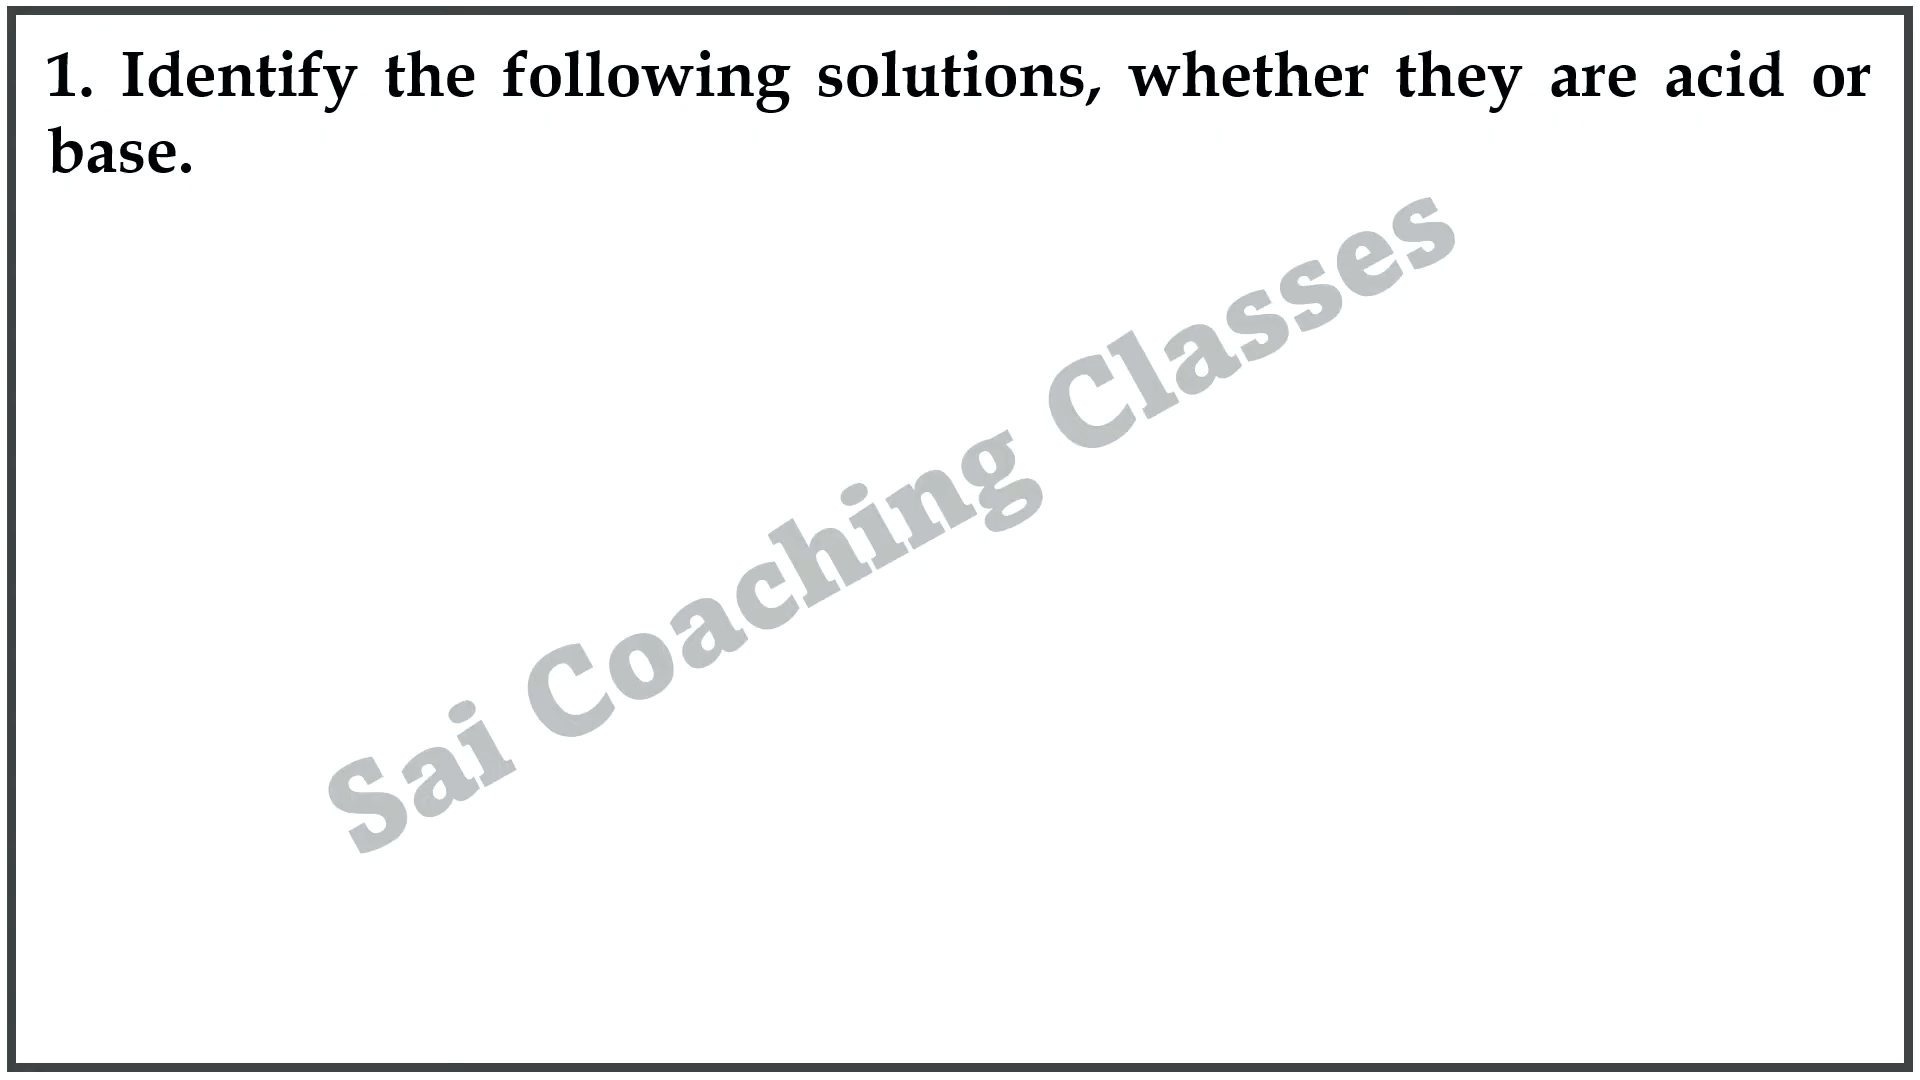 1. Identify the following solutions, whether they are acid or
base.
Sai Coaching Classes